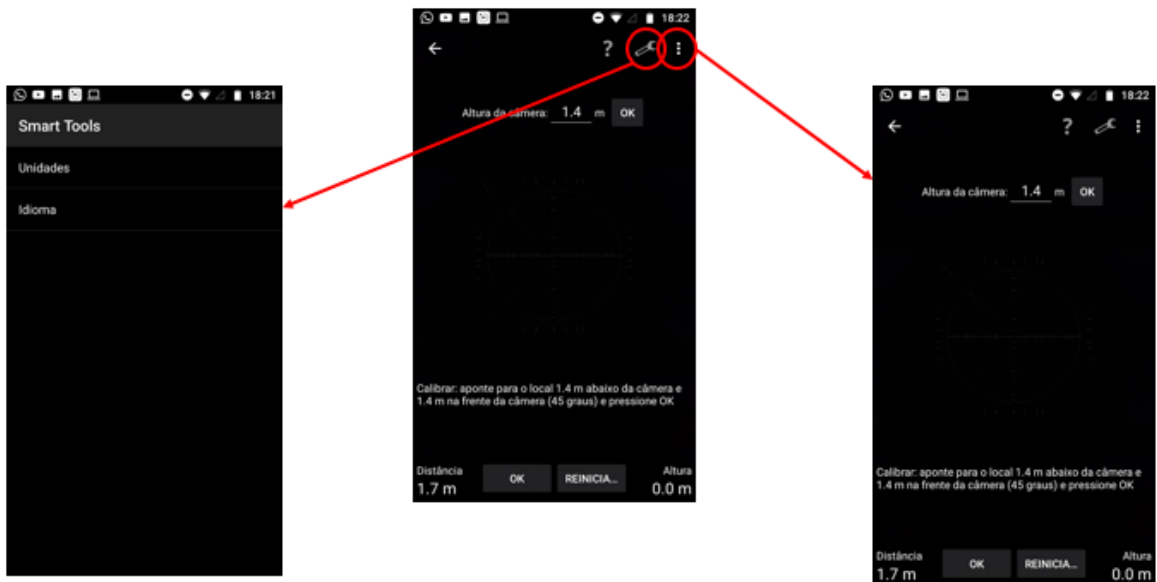 18:21
Smart Tools
Unidades
Idioma
18:22
?
Altura da câmera: 1.4 m OK
Calibrar: aponte para o local 1.4 m abaixo da câmera e
1.4 m na frente da câmera (45 graus) e pressione OK
Distância
1.7 m
OK
REINICIA...
Altura
0.0 m
18:22
?
Altura da câmera: 1.4 m OK
Calibrar: aponte para o local 1.4 m abaixo da câmera e
1.4 m na frente da câmera (45 graus) e pressione OK
Distância
1.7 m
OK
REINICIA...
Altura
0.0 m